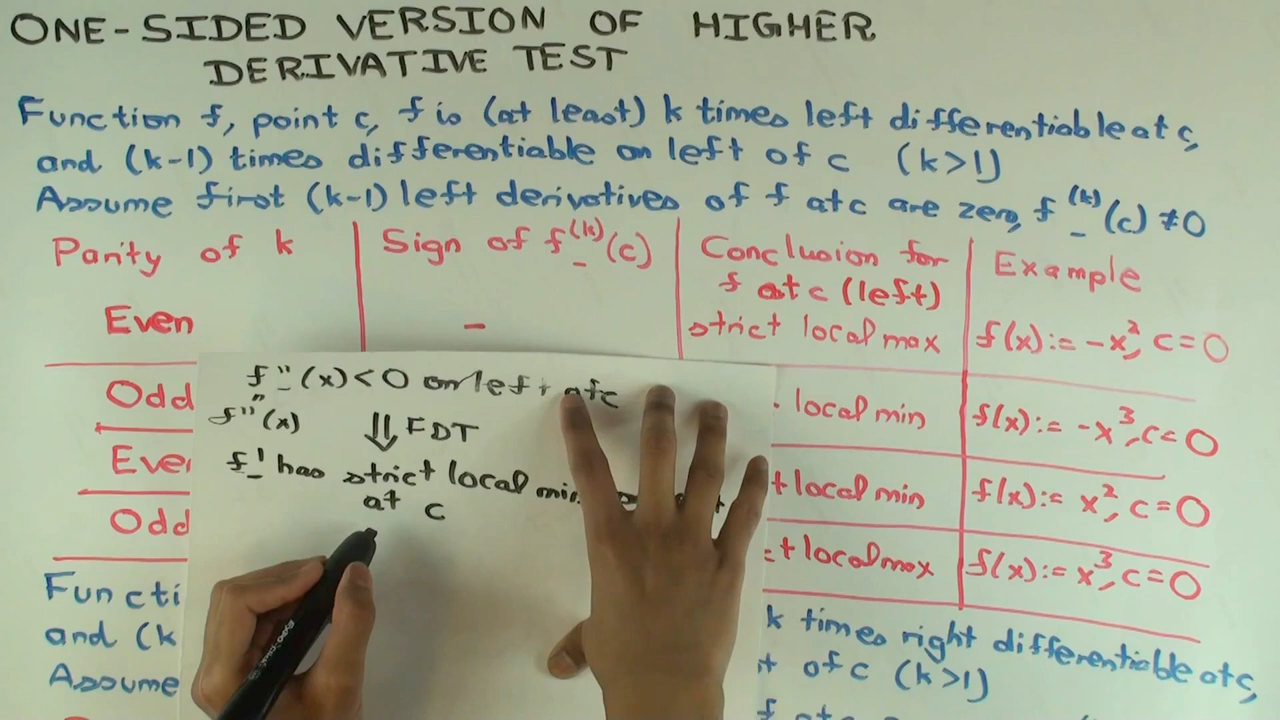 ONE-SIDED VERSION OF HIGHER
DERIVATIVE TEST
Function f, point c, f is (at least) k times left differentiable at c,
and (k-1) times differentiable on left of c (k>1)
Assume first (k-1) left derivatives of f at c are zero, f₋⁽ᵏ⁾(c) ≠0
Parity of k
Sign of f₋⁽ᵏ⁾(c)
Conclusion for
f at c (left)
Example
Even
-
strict local max
f(x):= -x², c=0
Odd
local min
f(x):= -x³, c=0
local min
f(x):= x², c=0
Odd
local max
f(x):= x³, c=0
f₋"(x)<0 on left of c
f"(x)
⇓ FDT
f₋' has strict local min
at c
and (k
k times right differentiable at c,
of c (k>1)
Assume